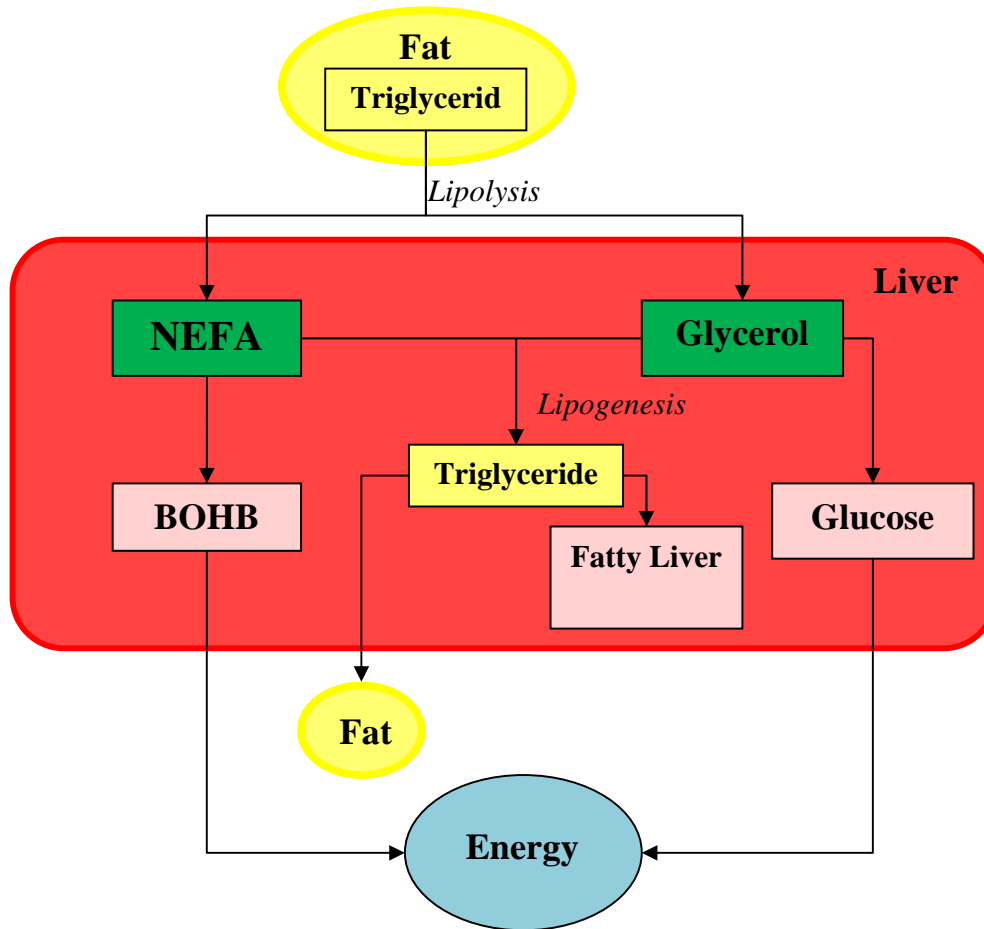 Fat
Triglycerid
Lipolysis
Liver
NEFA
Glycerol
Lipogenesis
Triglyceride
BOHB
Glucose
Fatty Liver
Fat
Energy